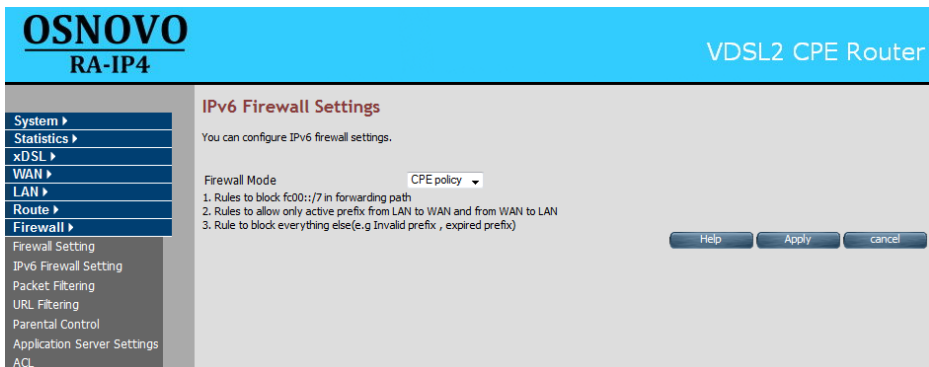 OSNOVO
RA-IP4
VDSL2 CPE Router
System
Statistics
xDSL
WAN
LAN
Route
Firewall
Firewall Setting
IPv6 Firewall Setting
Packet Filtering
URL Filtering
Parental Control
Application Server Settings
ACL
IPv6 Firewall Settings
You can configure IPv6 firewall settings.
Firewall Mode CPE policy
1. Rules to block fc00::/7 in forwarding path
2. Rules to allow only active prefix from LAN to WAN and from WAN to LAN
3. Rule to block everything else(e.g Invalid prefix , expired prefix)
Help Apply cancel